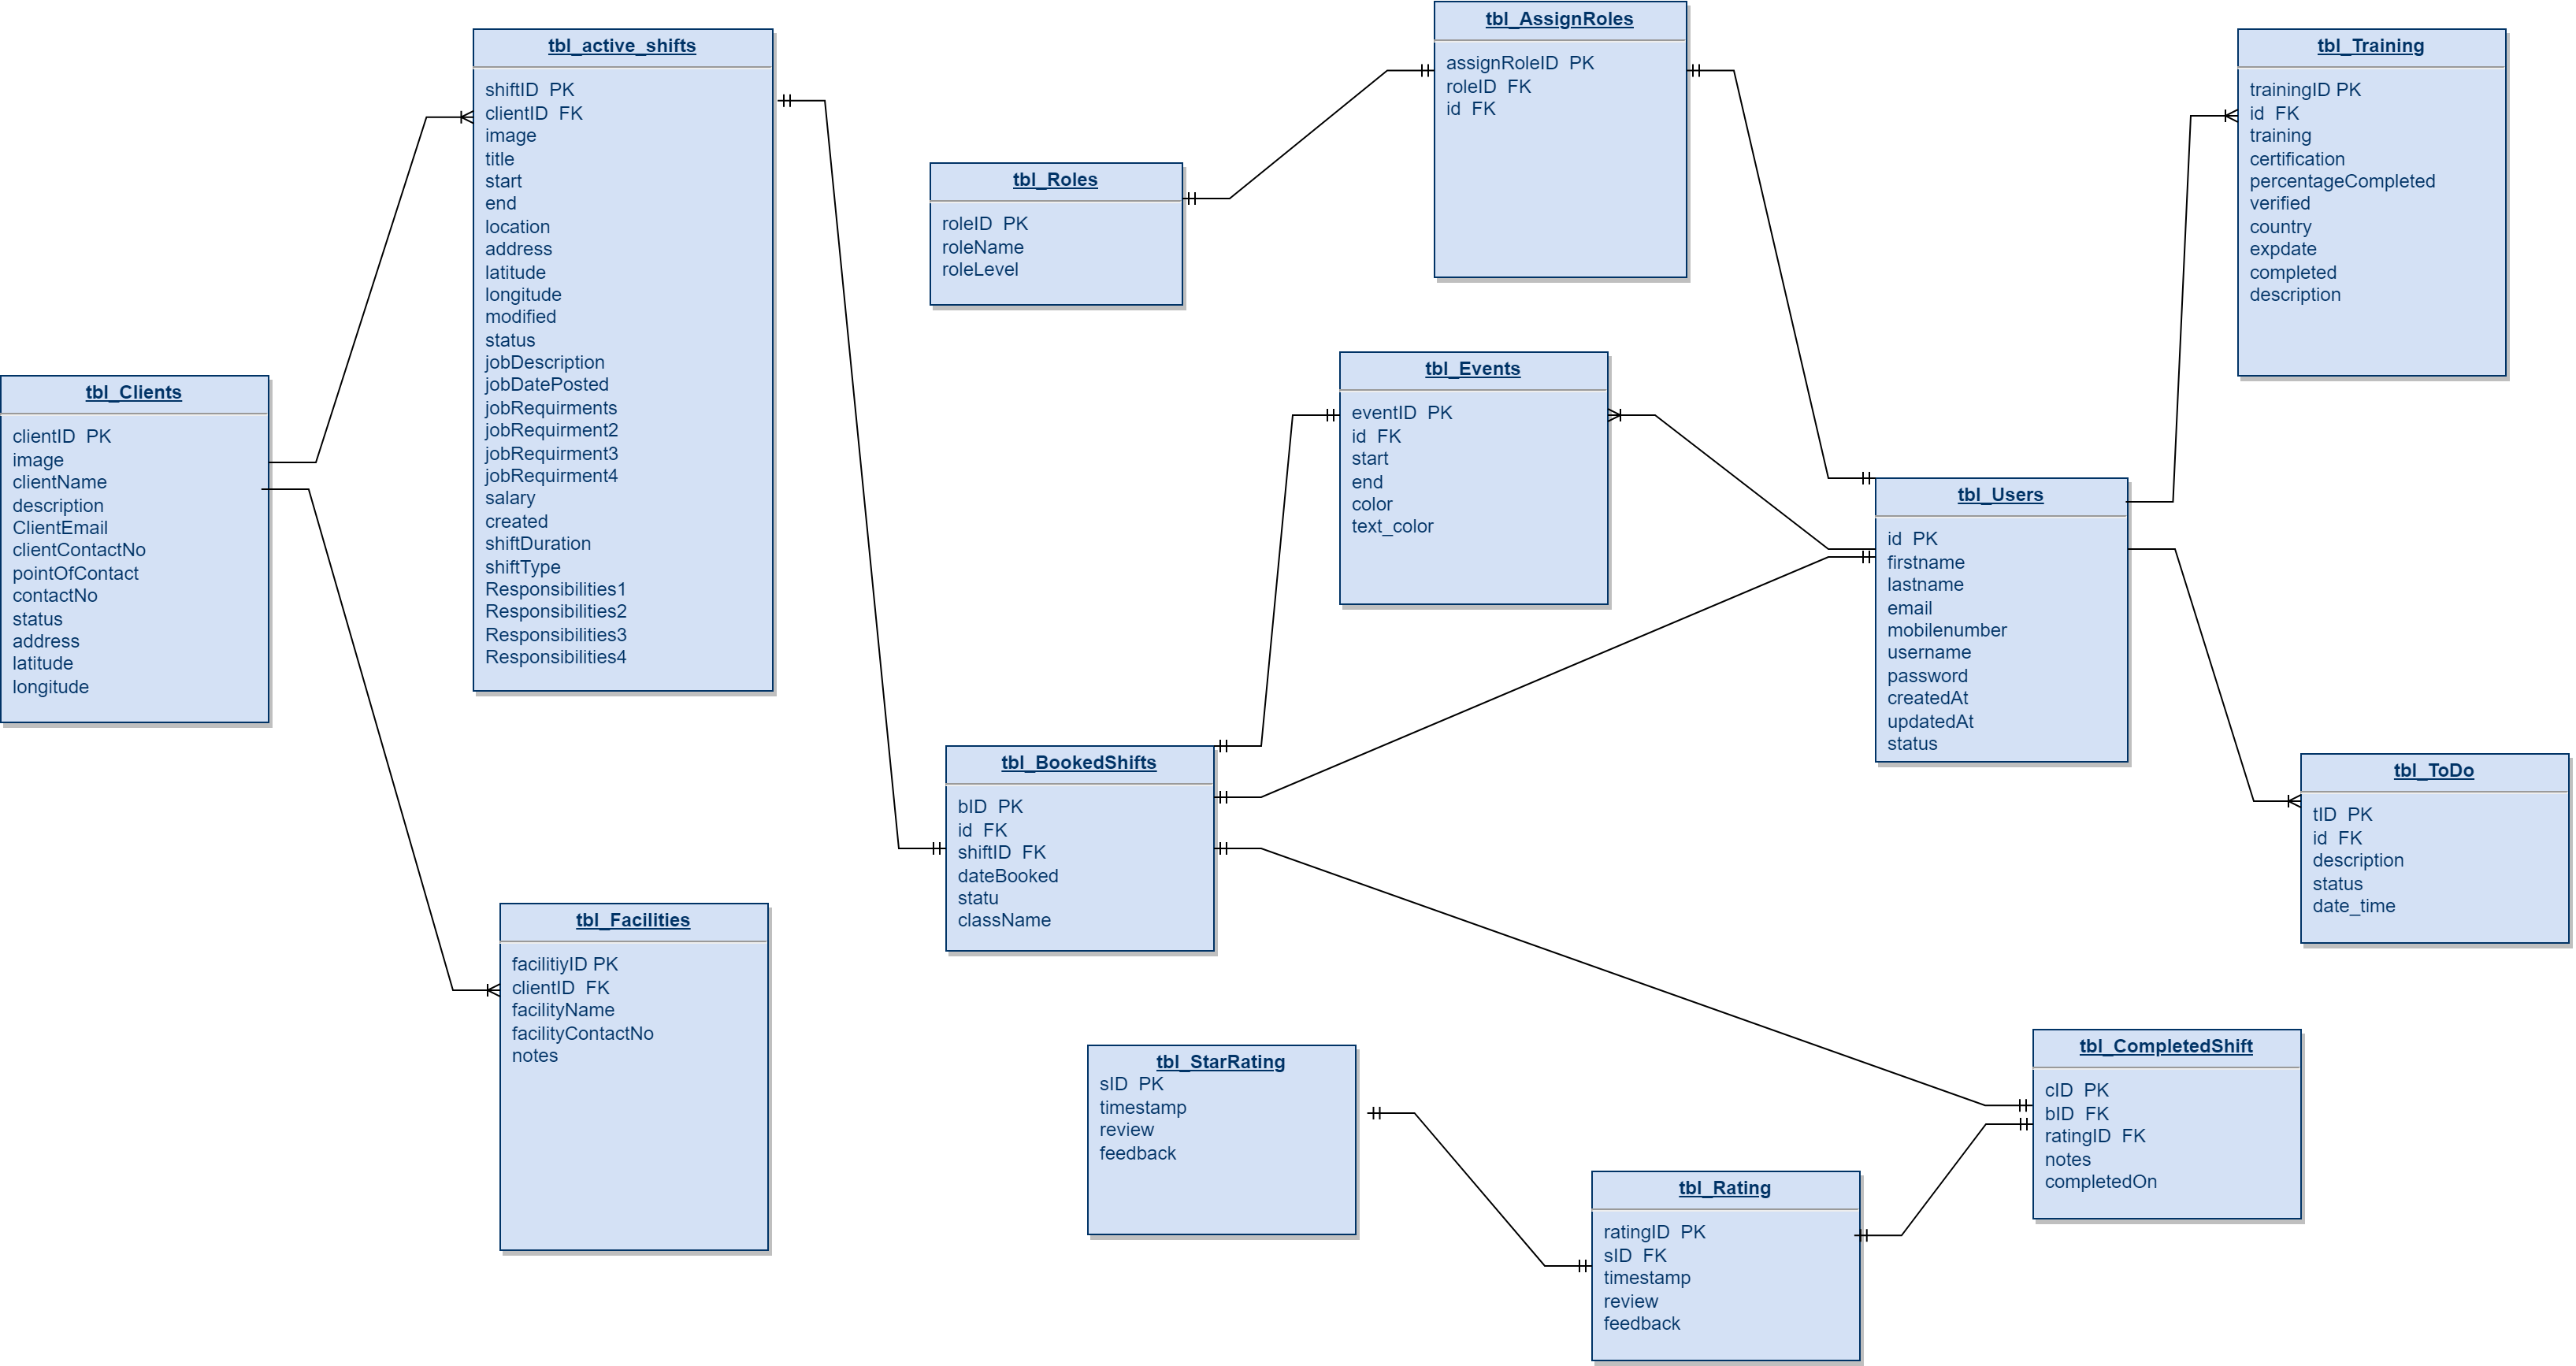 tbl_Clients
clientID PK
image
clientName
description
ClientEmail
clientContactNo
pointOfContact
contactNo
status
address
latitude
longitude
tbl_active_shifts
shiftID PK
clientID FK
image
title
start
end
location
address
latitude
longitude
modified
status
jobDescription
jobDatePosted
jobRequirments
jobRequirment2
jobRequirment3
jobRequirment4
salary
created
shiftDuration
shiftType
Responsibilities1
Responsibilities2
Responsibilities3
Responsibilities4
tbl_Facilities
facilitiyID PK
clientID FK
facilityName
facilityContactNo
notes
tbl_Roles
roleID PK
roleName
roleLevel
tbl_AssignRoles
assignRoleID PK
roleID FK
id FK
tbl_Events
eventID PK
id FK
start
end
color
text_color
tbl_BookedShifts
bID PK
id FK
shiftID FK
dateBooked
statu
className
tbl_StarRating
sID PK
timestamp
review
feedback
tbl_Rating
ratingID PK
sID FK
timestamp
review
feedback
tbl_Users
id PK
firstname
lastname
email
mobilenumber
username
password
createdAt
updatedAt
status
tbl_Training
trainingID PK
id FK
training
certification
percentageCompleted
verified
country
expdate
completed
description
tbl_ToDo
tID PK
id FK
description
status
date_time
tbl_CompletedShift
cID PK
bID FK
ratingID FK
notes
completedOn